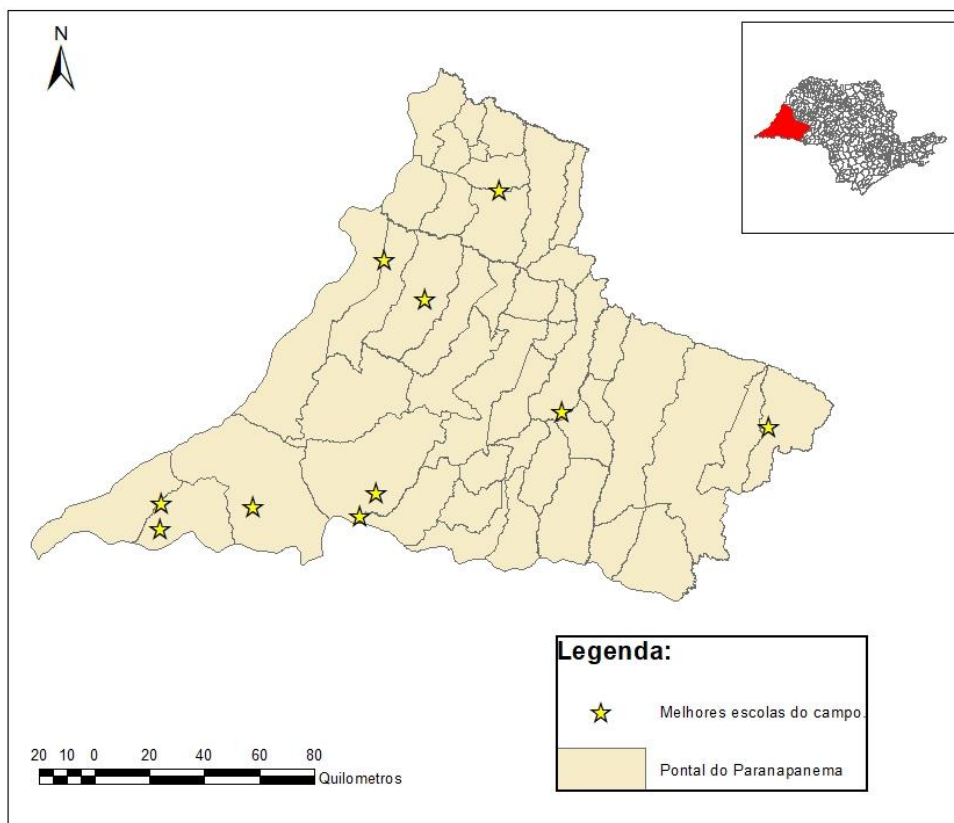 N
Legenda:
Melhores escolas do campo.
Pontal do Paranapanema
20 10 0 20 40 60 80
Quilometros